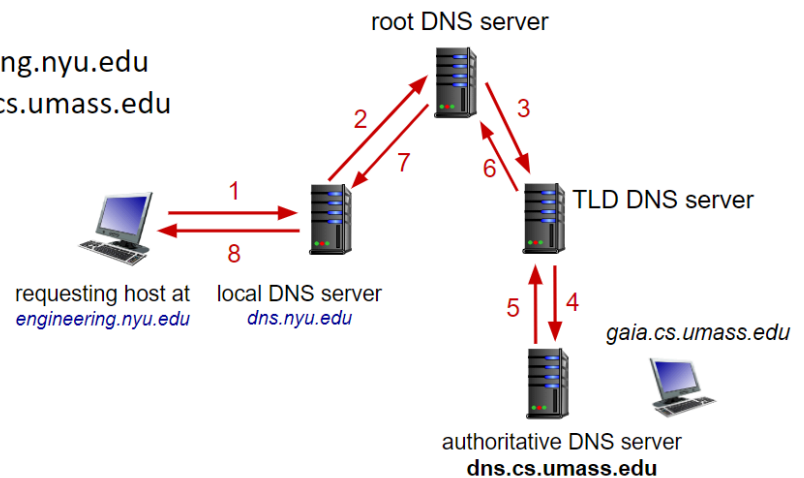 root DNS server
ng.nyu.edu
cs.umass.edu
2
3
7
6
1
TLD DNS server
8
requesting host at
engineering.nyu.edu
local DNS server
dns.nyu.edu
5
4
gaia.cs.umass.edu
authoritative DNS server
dns.cs.umass.edu